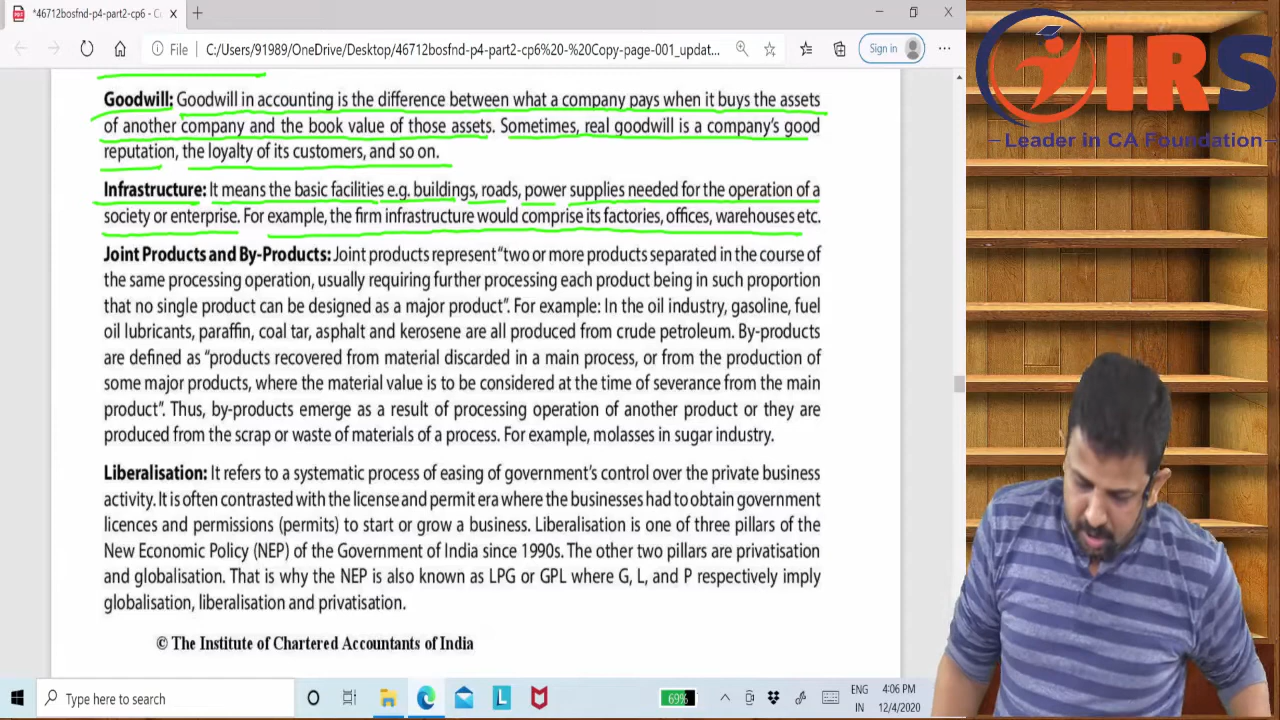 *46712bosfnd-p4-part2-cp6 - C
File
C:/Users/91989/OneDrive/Desktop/46712bosfnd-p4-part2-cp6%20-%20Copy-page-001_updat...
Sign in
IRS
Leader in CA Foundation
Goodwill: Goodwill in accounting is the difference between what a company pays when it buys the assets
of another company and the book value of those assets. Sometimes, real goodwill is a company's good
reputation, the loyalty of its customers, and so on.
Infrastructure: It means the basic facilities e.g. buildings, roads, power supplies needed for the operation of a
society or enterprise. For example, the firm infrastructure would comprise its factories, offices, warehouses etc.
Joint Products and By-Products: Joint products represent "two or more products separated in the course of
the same processing operation, usually requiring further processing each product being in such proportion
that no single product can be designed as a major product". For example: In the oil industry, gasoline, fuel
oil lubricants, paraffin, coal tar, asphalt and kerosene are all produced from crude petroleum. By-products
are defined as "products recovered from material discarded in a main process, or from the production of
some major products, where the material value is to be considered at the time of severance from the main
product". Thus, by-products emerge as a result of processing operation of another product or they are
produced from the scrap or waste of materials of a process. For example, molasses in sugar industry.
Liberalisation: It refers to a systematic process of easing of government's control over the private business
activity. It is often contrasted with the license and permit era where the businesses had to obtain government
licences and permissions (permits) to start or grow a business. Liberalisation is one of three pillars of the
New Economic Policy (NEP) of the Government of India since 1990s. The other two pillars are privatisation
and globalisation. That is why the NEP is also known as LPG or GPL where G, L, and P respectively imply
globalisation, liberalisation and privatisation.
© The Institute of Chartered Accountants of India
Type here to search
69%
ENG
IN
4:06 PM
12/4/2020